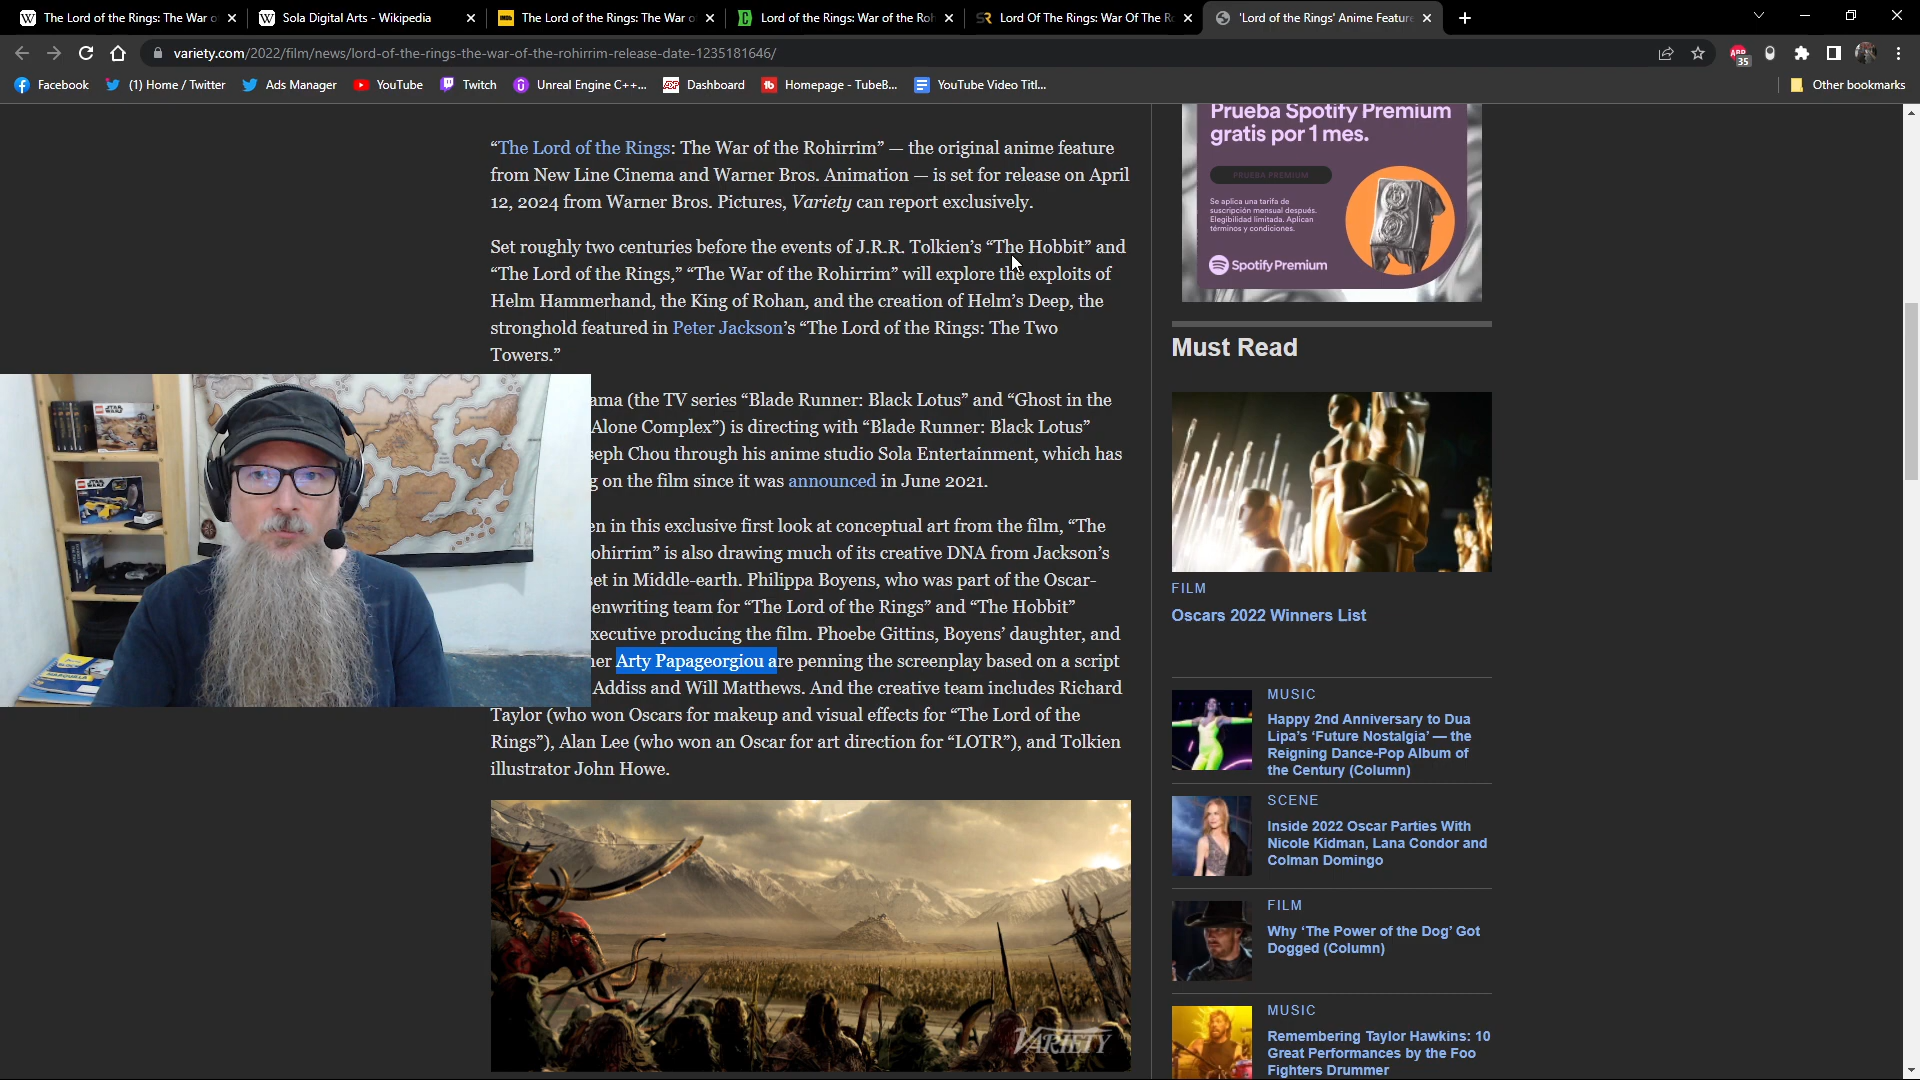 The Lord of the Rings: The War o
Sola Digital Arts - Wikipedia
The Lord of the Rings: The War o
Lord of the Rings: War of the Roh
Lord Of The Rings: War Of The R
'Lord of the Rings' Anime Feature
variety.com/2022/film/news/lord-of-the-rings-the-war-of-the-rohirrim-release-date-1235181646/
ABP
35
Facebook
(1) Home / Twitter
Ads Manager
YouTube
Twitch
Unreal Engine C++...
Dashboard
Homepage - TubeB...
YouTube Video Titl...
Other bookmarks
“The Lord of the Rings: The War of the Rohirrim” — the original anime feature
from New Line Cinema and Warner Bros. Animation — is set for release on April
12, 2024 from Warner Bros. Pictures, Variety can report exclusively.
Set roughly two centuries before the events of J.R.R. Tolkien’s “The Hobbit” and
“The Lord of the Rings,” “The War of the Rohirrim” will explore the exploits of
Helm Hammerhand, the King of Rohan, and the creation of Helm’s Deep, the
stronghold featured in Peter Jackson’s “The Lord of the Rings: The Two
Towers.”
ama (the TV series “Blade Runner: Black Lotus” and “Ghost in the
Alone Complex”) is directing with “Blade Runner: Black Lotus”
seph Chou through his anime studio Sola Entertainment, which has
g on the film since it was announced in June 2021.
en in this exclusive first look at conceptual art from the film, “The
ohirrim” is also drawing much of its creative DNA from Jackson’s
set in Middle-earth. Philippa Boyens, who was part of the Oscar-
enwriting team for “The Lord of the Rings” and “The Hobbit”
xecutive producing the film. Phoebe Gittins, Boyens’ daughter, and
ner Arty Papageorgiou are penning the screenplay based on a script
Addiss and Will Matthews. And the creative team includes Richard
Taylor (who won Oscars for makeup and visual effects for “The Lord of the
Rings”), Alan Lee (who won an Oscar for art direction for “LOTR”), and Tolkien
illustrator John Howe.
VARIETY
Prueba Spotify Premium
gratis por 1 mes.
PRUEBA PREMIUM
Se aplica una tarifa de
suscripción mensual después.
Elegibilidad limitada. Aplican
términos y condiciones.
Spotify Premium
Must Read
FILM
Oscars 2022 Winners List
MUSIC
Happy 2nd Anniversary to Dua
Lipa’s ‘Future Nostalgia’ — the
Reigning Dance-Pop Album of
the Century (Column)
SCENE
Inside 2022 Oscar Parties With
Nicole Kidman, Lana Condor and
Colman Domingo
FILM
Why ‘The Power of the Dog’ Got
Dogged (Column)
MUSIC
Remembering Taylor Hawkins: 10
Great Performances by the Foo
Fighters Drummer
STAR WARS
STAR WARS